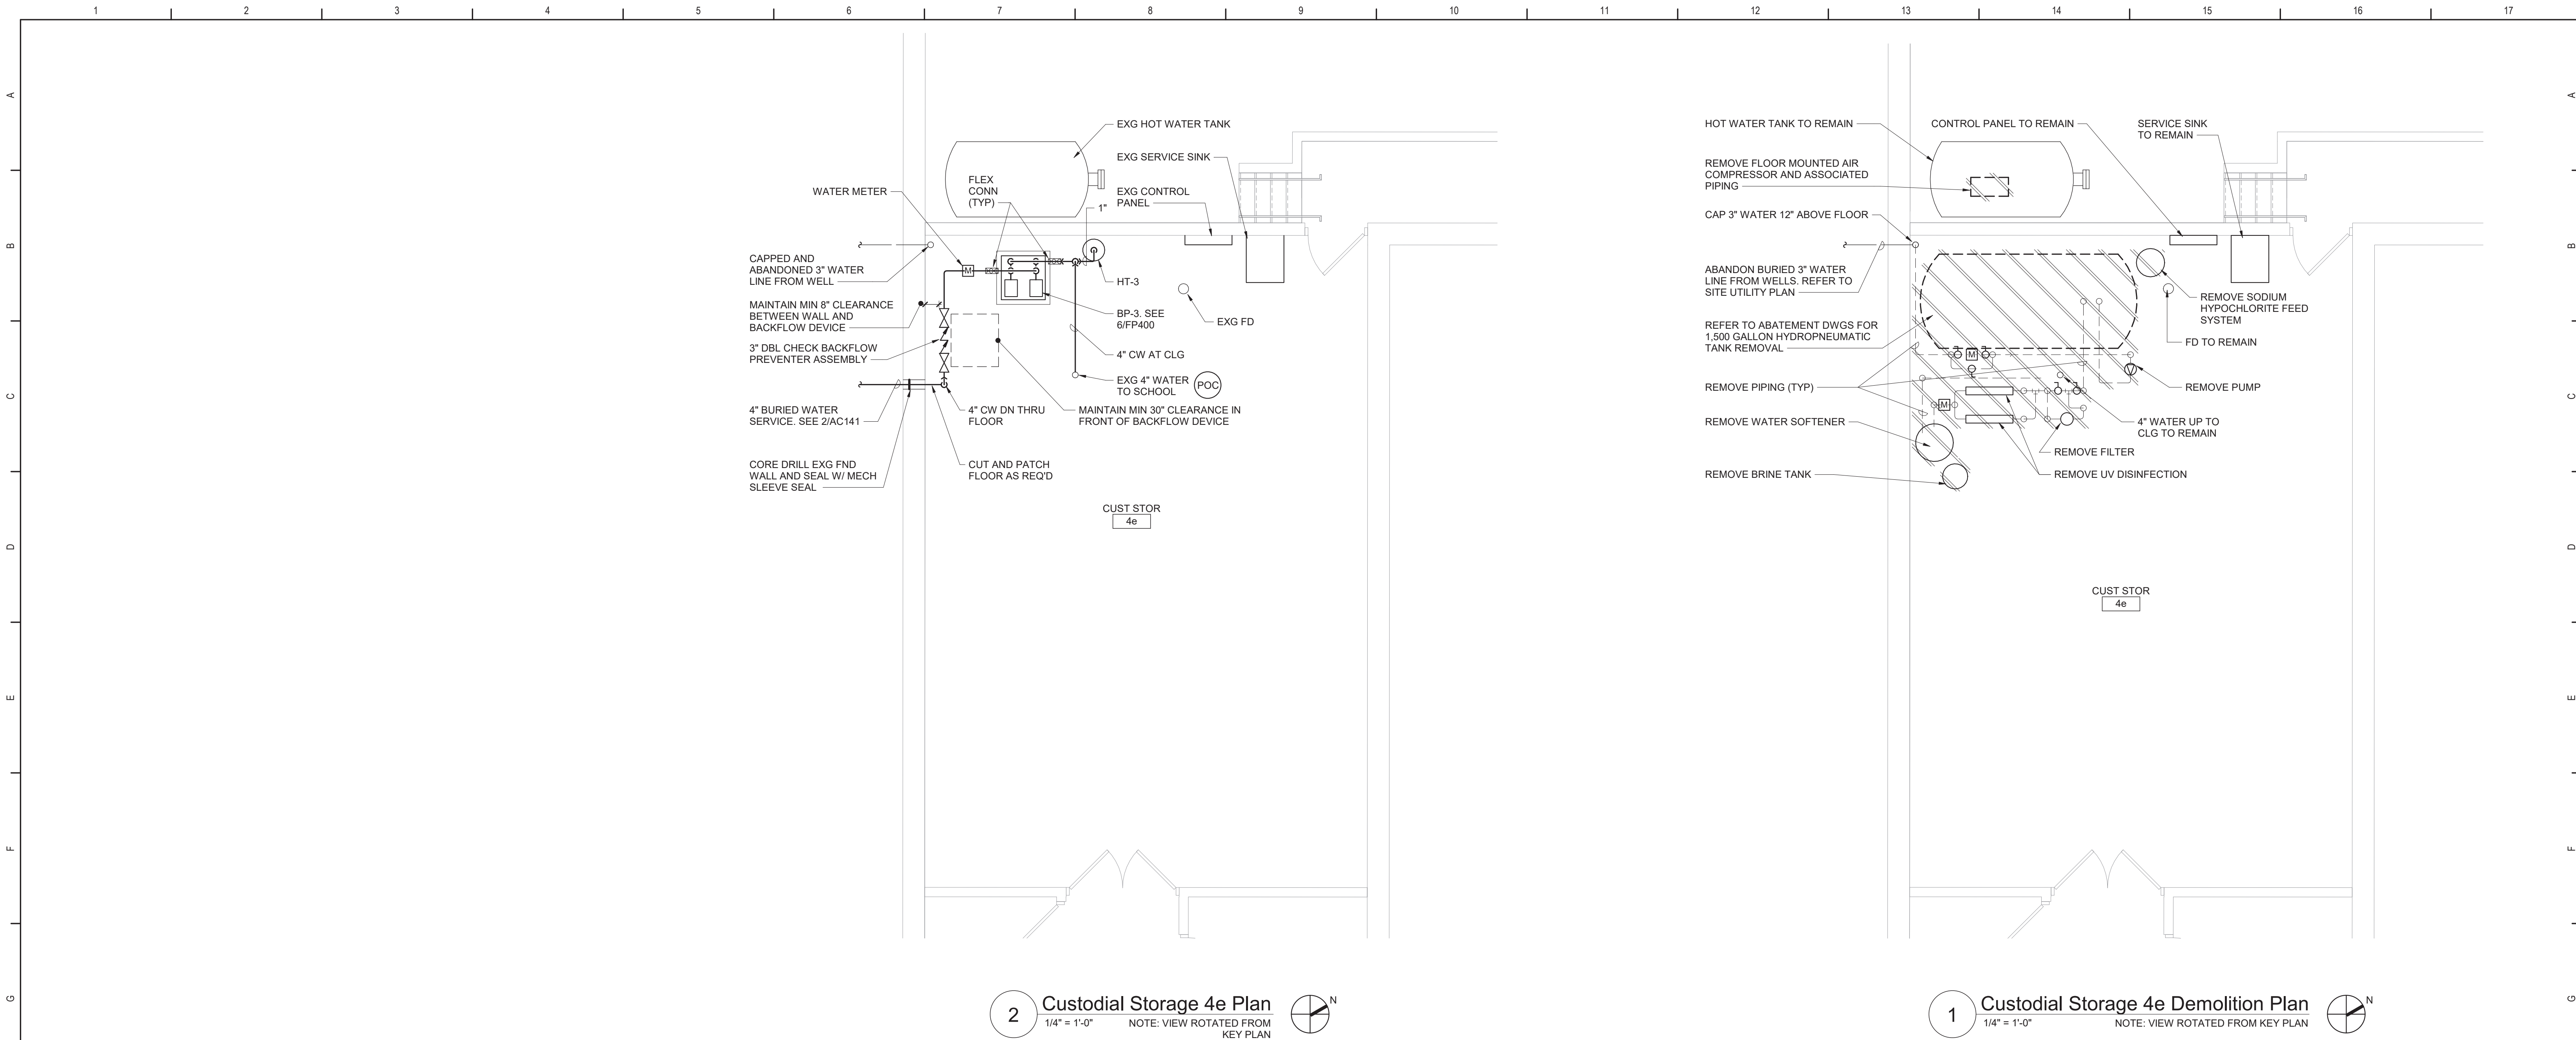 1 2 3 4 5 6 7 8 9 10 11 12 13 14 15 16 17
A
B
C
D
E
F
G
EXG HOT WATER TANK
EXG SERVICE SINK
FLEX
CONN
(TYP)
WATER METER
EXG CONTROL
PANEL
1"
CAPPED AND
ABANDONED 3" WATER
LINE FROM WELL
M
HT-3
MAINTAIN MIN 8" CLEARANCE
BETWEEN WALL AND
BACKFLOW DEVICE
BP-3. SEE
6/FP400
EXG FD
3" DBL CHECK BACKFLOW
PREVENTER ASSEMBLY
4" CW AT CLG
EXG 4" WATER
TO SCHOOL
POC
4" BURIED WATER
SERVICE. SEE 2/AC141
4" CW DN THRU
FLOOR
MAINTAIN MIN 30" CLEARANCE IN
FRONT OF BACKFLOW DEVICE
CORE DRILL EXG FND
WALL AND SEAL W/ MECH
SLEEVE SEAL
CUT AND PATCH
FLOOR AS REQ'D
CUST STOR
4e
2
Custodial Storage 4e Plan
1/4" = 1'-0"
NOTE: VIEW ROTATED FROM
KEY PLAN
N
HOT WATER TANK TO REMAIN
CONTROL PANEL TO REMAIN
SERVICE SINK
TO REMAIN
REMOVE FLOOR MOUNTED AIR
COMPRESSOR AND ASSOCIATED
PIPING
CAP 3" WATER 12" ABOVE FLOOR
ABANDON BURIED 3" WATER
LINE FROM WELLS. REFER TO
SITE UTILITY PLAN
REMOVE SODIUM
HYPOCHLORITE FEED
SYSTEM
REFER TO ABATEMENT DWGS FOR
1,500 GALLON HYDROPNEUMATIC
TANK REMOVAL
FD TO REMAIN
M
REMOVE PIPING (TYP)
REMOVE PUMP
M
REMOVE WATER SOFTENER
4" WATER UP TO
CLG TO REMAIN
REMOVE FILTER
REMOVE BRINE TANK
REMOVE UV DISINFECTION
CUST STOR
4e
1
Custodial Storage 4e Demolition Plan
1/4" = 1'-0"
NOTE: VIEW ROTATED FROM KEY PLAN
N
A
B
C
D
E
F
G